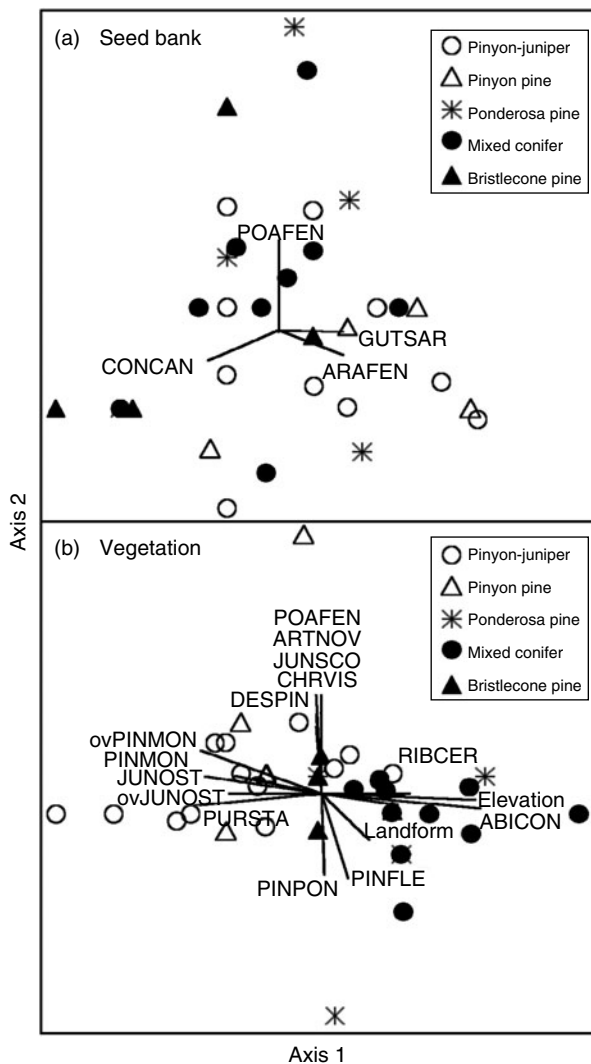 (a) Seed bank
Pinyon-juniper
Pinyon pine
Ponderosa pine
Mixed conifer
Bristlecone pine
POAFEN
GUTSAR
CONCAN
ARAFEN
Axis 2
(b) Vegetation
Pinyon-juniper
Pinyon pine
Ponderosa pine
Mixed conifer
Bristlecone pine
POAFEN
ARTNOV
JUNSCO
CHRVIS
DESPIN
ovPINMON
PINMON
RIBCER
JUNOST
ovJUNOST
Elevation
PURSTA
Landform
ABICON
PINPON
PINFLE
Axis 1